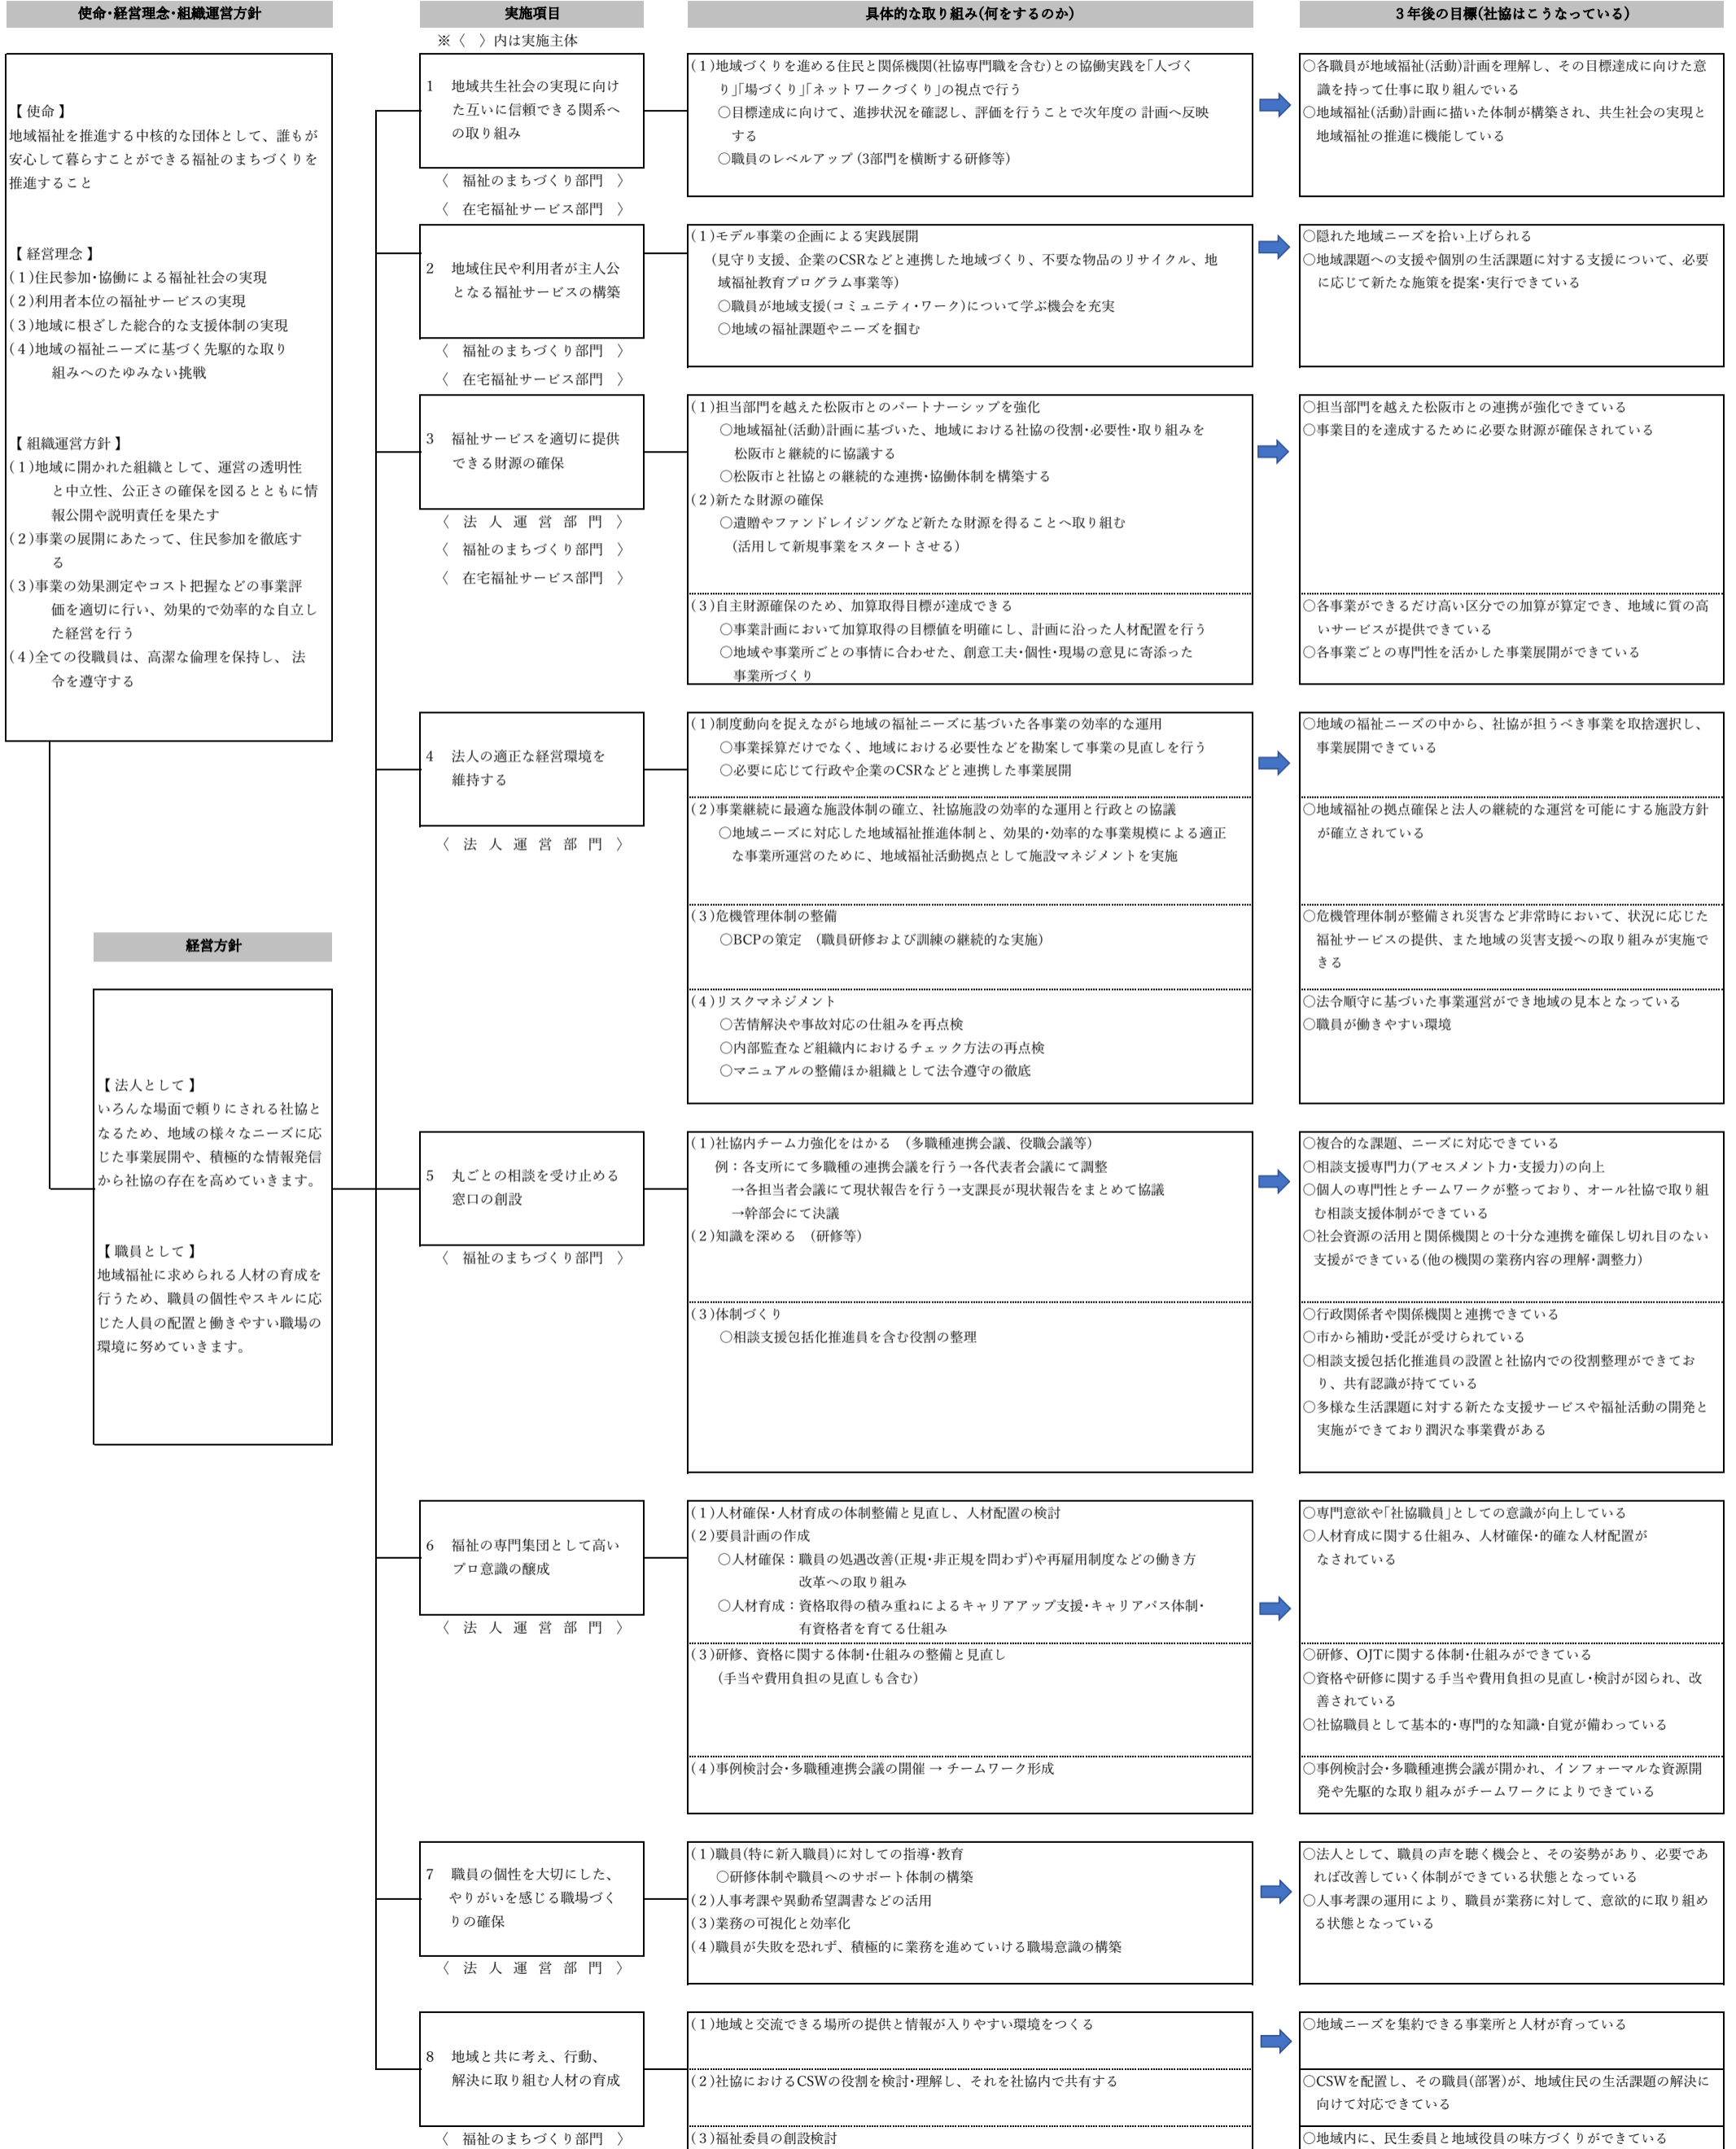 使命･経営理念･組織運営方針
【 使命 】
地域福祉を推進する中核的な団体として、誰もが
安心して暮らすことができる福祉のまちづくりを
推進すること
【 経営理念 】
(１)住民参加･協働による福祉社会の実現
(２)利用者本位の福祉サービスの実現
(３)地域に根ざした総合的な支援体制の実現
(４)地域の福祉ニーズに基づく先駆的な取り
組みへのたゆみない挑戦
【 組織運営方針 】
(１)地域に開かれた組織として、運営の透明性
と中立性、公正さの確保を図るとともに情
報公開や説明責任を果たす
(２)事業の展開にあたって、住民参加を徹底す
る
(３)事業の効果測定やコスト把握などの事業評
価を適切に行い、効果的で効率的な自立し
た経営を行う
(４)全ての役職員は、高潔な倫理を保持し、 法
令を遵守する
経営方針
【 法人として 】
いろんな場面で頼りにされる社協と
なるため、地域の様々なニーズに応
じた事業展開や、積極的な情報発信
から社協の存在を高めていきます。
【 職員として 】
地域福祉に求められる人材の育成を
行うため、職員の個性やスキルに応
じた人員の配置と働きやすい職場の
環境に努めていきます。
実施項目
※〈　〉内は実施主体
具体的な取り組み(何をするのか)
３年後の目標(社協はこうなっている)
1　地域共生社会の実現に向け
た互いに信頼できる関系へ
の取り組み
〈　福祉のまちづくり部門　〉
〈　在宅福祉サービス部門　〉
(１)地域づくりを進める住民と関係機関(社協専門職を含む)との協働実践を｢人づく
り｣｢場づくり｣｢ネットワークづくり｣の視点で行う
○目標達成に向けて、進捗状況を確認し、評価を行うことで次年度の 計画へ反映
する
○職員のレベルアップ (3部門を横断する研修等)
○各職員が地域福祉(活動)計画を理解し、その目標達成に向けた意
識を持って仕事に取り組んでいる
○地域福祉(活動)計画に描いた体制が構築され、共生社会の実現と
地域福祉の推進に機能している
2　地域住民や利用者が主人公
となる福祉サービスの構築
〈　福祉のまちづくり部門　〉
〈　在宅福祉サービス部門　〉
(１)モデル事業の企画による実践展開
(見守り支援、企業のCSRなどと連携した地域づくり、不要な物品のリサイクル、地
域福祉教育プログラム事業等)
○職員が地域支援(コミュニティ･ワーク)について学ぶ機会を充実
○地域の福祉課題やニーズを掴む
○隠れた地域ニーズを拾い上げられる
○地域課題への支援や個別の生活課題に対する支援について、必要
に応じて新たな施策を提案･実行できている
3　福祉サービスを適切に提供
できる財源の確保
〈　法　人　運　営　部　門　〉
〈　福祉のまちづくり部門　〉
〈　在宅福祉サービス部門　〉
(１)担当部門を越えた松阪市とのパートナーシップを強化
○地域福祉(活動)計画に基づいた、地域における社協の役割･必要性･取り組みを
松阪市と継続的に協議する
○松阪市と社協との継続的な連携･協働体制を構築する
(２)新たな財源の確保
○遺贈やファンドレイジングなど新たな財源を得ることへ取り組む
(活用して新規事業をスタートさせる)
○担当部門を越えた松阪市との連携が強化できている
○事業目的を達成するために必要な財源が確保されている
(３)自主財源確保のため、加算取得目標が達成できる
○事業計画において加算取得の目標値を明確にし、計画に沿った人材配置を行う
○地域や事業所ごとの事情に合わせた、創意工夫･個性･現場の意見に寄添った
事業所づくり
○各事業ができるだけ高い区分での加算が算定でき、地域に質の高
いサービスが提供できている
○各事業ごとの専門性を活かした事業展開ができている
4　法人の適正な経営環境を
維持する
〈　法　人　運　営　部　門　〉
(１)制度動向を捉えながら地域の福祉ニーズに基づいた各事業の効率的な運用
○事業採算だけでなく、地域における必要性などを勘案して事業の見直しを行う
○必要に応じて行政や企業のCSRなどと連携した事業展開
○地域の福祉ニーズの中から、社協が担うべき事業を取捨選択し、
事業展開できている
(２)事業継続に最適な施設体制の確立、社協施設の効率的な運用と行政との協議
○地域ニーズに対応した地域福祉推進体制と、効果的･効率的な事業規模による適正
な事業所運営のために、地域福祉活動拠点として施設マネジメントを実施
○地域福祉の拠点確保と法人の継続的な運営を可能にする施設方針
が確立されている
(３)危機管理体制の整備
○BCPの策定　(職員研修および訓練の継続的な実施)
○危機管理体制が整備され災害など非常時において、状況に応じた
福祉サービスの提供、また地域の災害支援への取り組みが実施で
きる
(４)リスクマネジメント
○苦情解決や事故対応の仕組みを再点検
○内部監査など組織内におけるチェック方法の再点検
○マニュアルの整備ほか組織として法令遵守の徹底
○法令順守に基づいた事業運営ができ地域の見本となっている
○職員が働きやすい環境
5　丸ごとの相談を受け止める
窓口の創設
〈　福祉のまちづくり部門　〉
(１)社協内チーム力強化をはかる　(多職種連携会議、役職会議等)
例：各支所にて多職種の連携会議を行う→各代表者会議にて調整
→各担当者会議にて現状報告を行う→支課長が現状報告をまとめて協議
→幹部会にて決議
(２)知識を深める　(研修等)
○複合的な課題、ニーズに対応できている
○相談支援専門力(アセスメント力･支援力)の向上
○個人の専門性とチームワークが整っており、オール社協で取り組
む相談支援体制ができている
○社会資源の活用と関係機関との十分な連携を確保し切れ目のない
支援ができている(他の機関の業務内容の理解･調整力)
(３)体制づくり
○相談支援包括化推進員を含む役割の整理
○行政関係者や関係機関と連携できている
○市から補助･受託が受けられている
○相談支援包括化推進員の設置と社協内での役割整理ができてお
り、共有認識が持てている
○多様な生活課題に対する新たな支援サービスや福祉活動の開発と
実施ができており潤沢な事業費がある
6　福祉の専門集団として高い
プロ意識の醸成
〈　法　人　運　営　部　門　〉
(１)人材確保･人材育成の体制整備と見直し、人材配置の検討
(２)要員計画の作成
○人材確保：職員の処遇改善(正規･非正規を問わず)や再雇用制度などの働き方
改革への取り組み
○人材育成：資格取得の積み重ねによるキャリアアップ支援･キャリアパス体制･
有資格者を育てる仕組み
○専門意欲や｢社協職員｣としての意識が向上している
○人材育成に関する仕組み、人材確保･的確な人材配置が
なされている
(３)研修、資格に関する体制･仕組みの整備と見直し
(手当や費用負担の見直しも含む)
○研修、OJTに関する体制･仕組みができている
○資格や研修に関する手当や費用負担の見直し･検討が図られ、改
善されている
○社協職員として基本的･専門的な知識･自覚が備わっている
(４)事例検討会･多職種連携会議の開催 → チームワーク形成
○事例検討会･多職種連携会議が開かれ、インフォーマルな資源開
発や先駆的な取り組みがチームワークによりできている
7　職員の個性を大切にした、
やりがいを感じる職場づく
りの確保
〈　法　人　運　営　部　門　〉
(１)職員(特に新入職員)に対しての指導･教育
○研修体制や職員へのサポート体制の構築
(２)人事考課や異動希望調書などの活用
(３)業務の可視化と効率化
(４)職員が失敗を恐れず、積極的に業務を進めていける職場意識の構築
○法人として、職員の声を聴く機会と、その姿勢があり、必要であ
れば改善していく体制ができている状態となっている
○人事考課の運用により、職員が業務に対して、意欲的に取り組め
る状態となっている
8　地域と共に考え、行動、
解決に取り組む人材の育成
〈　福祉のまちづくり部門　〉
(１)地域と交流できる場所の提供と情報が入りやすい環境をつくる
○地域ニーズを集約できる事業所と人材が育っている
(２)社協におけるCSWの役割を検討･理解し、それを社協内で共有する
○CSWを配置し、その職員(部署)が、地域住民の生活課題の解決に
向けて対応できている
(３)福祉委員の創設検討
○地域内に、民生委員と地域役員の味方づくりができている